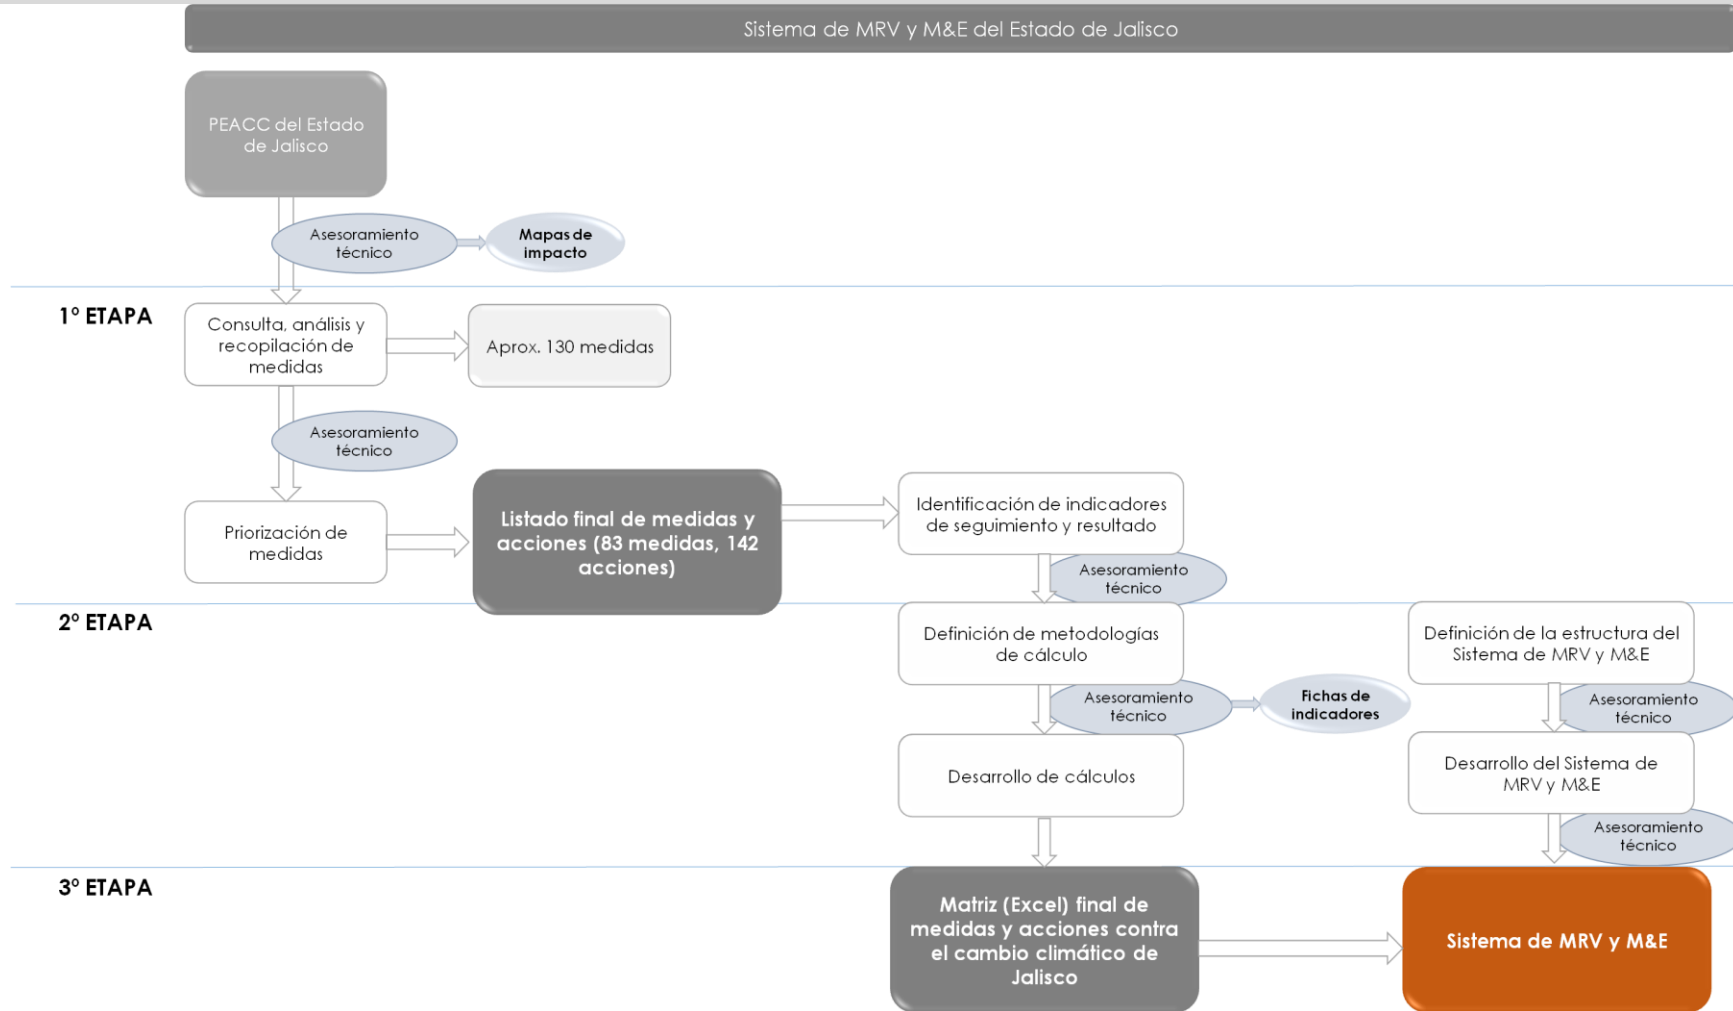 Sistema de MRV y M&E del Estado de Jalisco
PEACC del Estado
de Jalisco
Asesoramiento
técnico
Mapas de
impacto
1º ETAPA
Consulta, análisis y
recopilación de
medidas
Aprox. 130 medidas
Asesoramiento
técnico
Priorización de
medidas
Listado final de medidas y
acciones (83 medidas, 142
acciones)
Identificación de indicadores
de seguimiento y resultado
Asesoramiento
técnico
2º ETAPA
Definición de metodologías
de cálculo
Definición de la estructura del
Sistema de MRV y M&E
Asesoramiento
técnico
Fichas de
indicadores
Asesoramiento
técnico
Desarrollo de cálculos
Desarrollo del Sistema de
MRV y M&E
Asesoramiento
técnico
3º ETAPA
Matriz (Excel) final de
medidas y acciones contra
el cambio climático de
Jalisco
Sistema de MRV y M&E